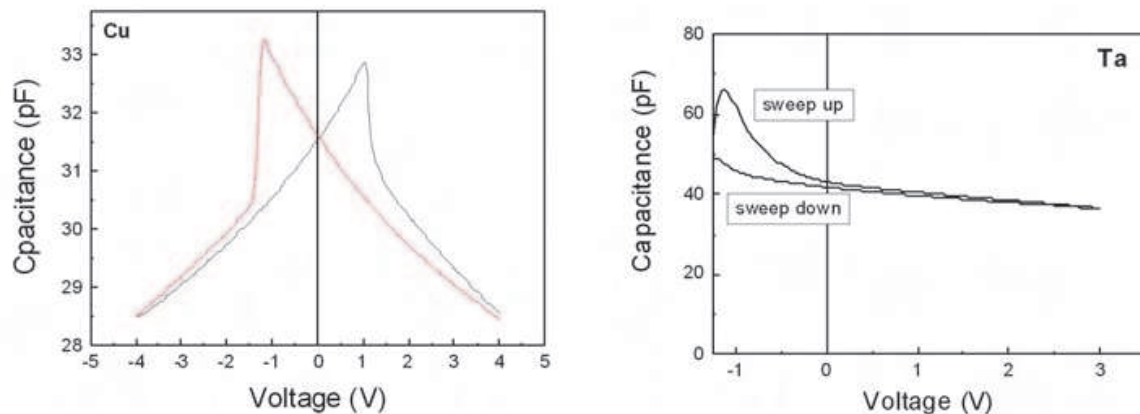 Cu
Cpacitance (pF)
33
32
31
30
29
28
-5 -4 -3 -2 -1 0 1 2 3 4 5
Voltage (V)
Ta
Capacitance (pF)
80
60
40
20
0
sweep up
sweep down
-1 0 1 2 3
Voltage (V)